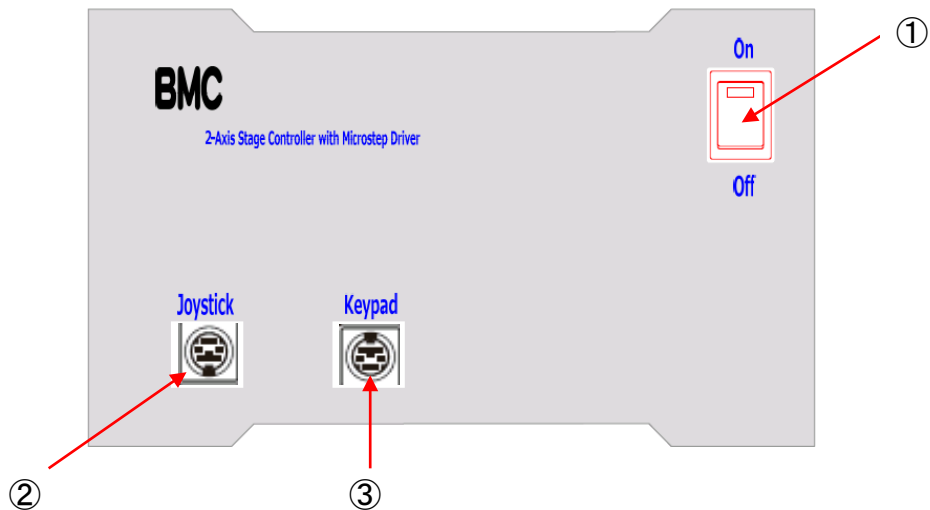 ①
On
BMC
2-Axis Stage Controller with Microstep Driver
Off
Joystick
Keypad
②
③